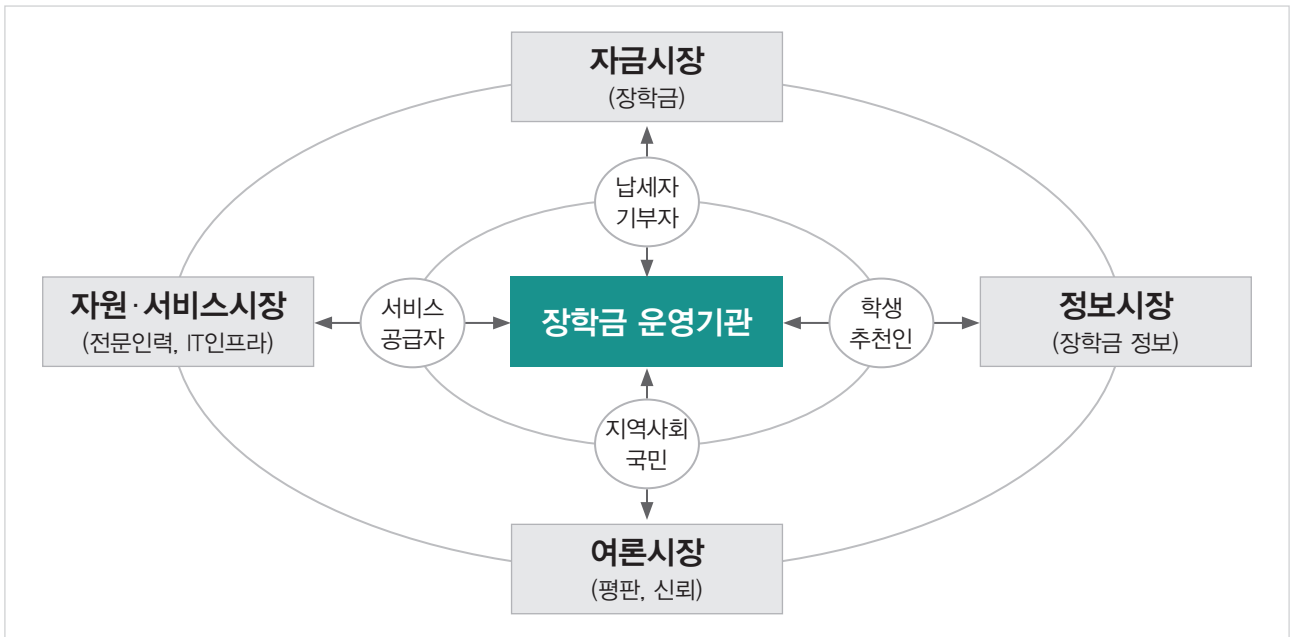 자금시장
(장학금)
납세자
기부자
자원·서비스시장
(전문인력, IT인프라)
서비스
공급자
장학금 운영기관
학생
추천인
정보시장
(장학금 정보)
지역사회
국민
여론시장
(평판, 신뢰)